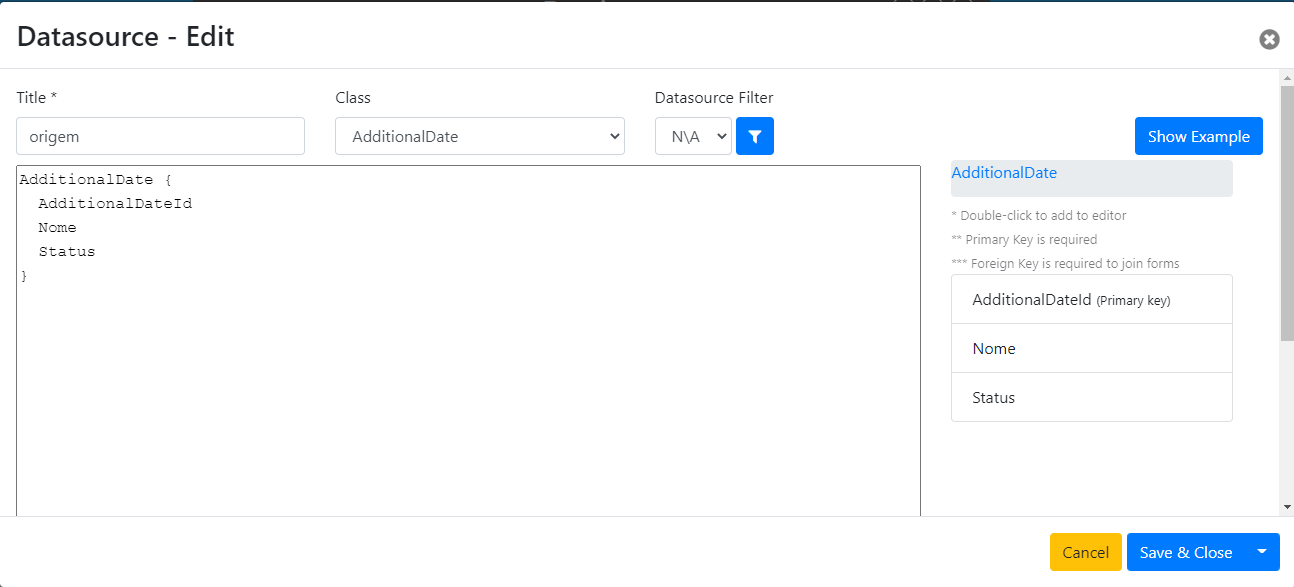 Datasource - Edit
Title *
Class
Datasource Filter
origem
AdditionalDate
N\A
Show Example
AdditionalDate {
AdditionalDateId
Nome
Status
}
AdditionalDate
* Double-click to add to editor
** Primary Key is required
*** Foreign Key is required to join forms
AdditionalDateId (Primary key)
Nome
Status
Cancel
Save & Close